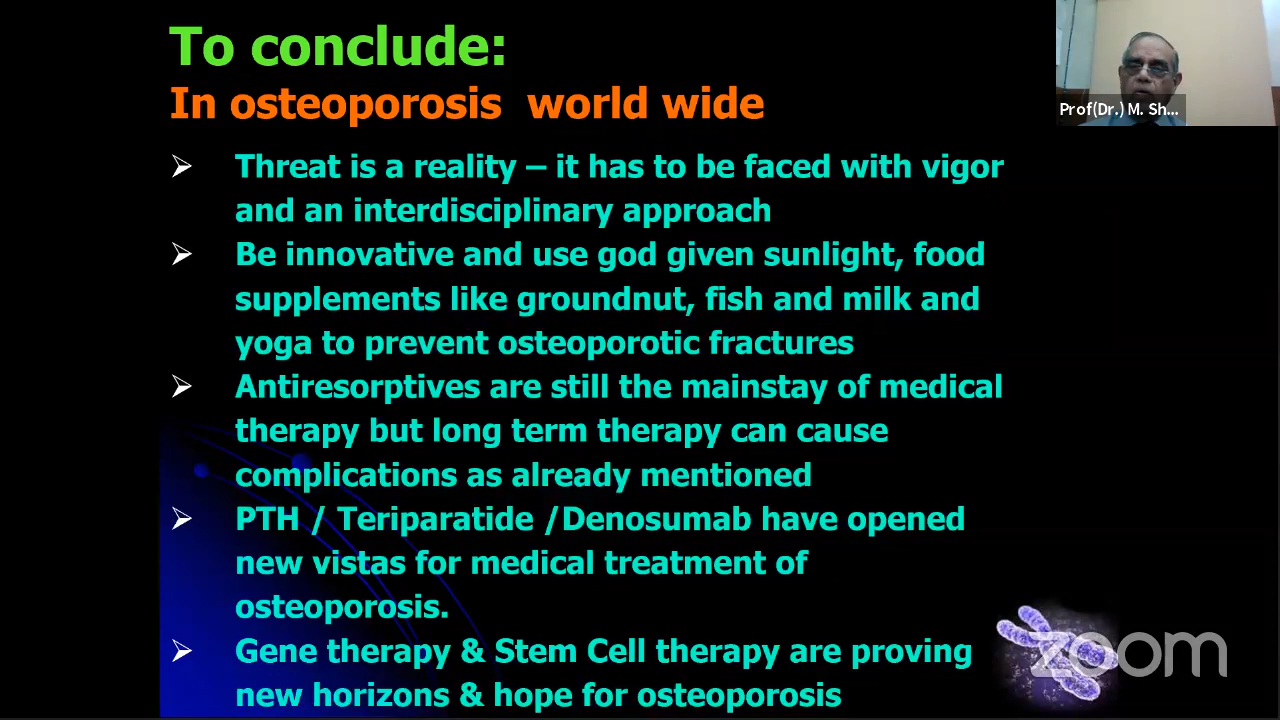 To conclude:
In osteoporosis world wide
Prof(Dr.) M. Sh...
Threat is a reality – it has to be faced with vigor
and an interdisciplinary approach
Be innovative and use god given sunlight, food
supplements like groundnut, fish and milk and
yoga to prevent osteoporotic fractures
Antiresorptives are still the mainstay of medical
therapy but long term therapy can cause
complications as already mentioned
PTH / Teriparatide /Denosumab have opened
new vistas for medical treatment of
osteoporosis.
Gene therapy & Stem Cell therapy are proving
new horizons & hope for osteoporosis
zoom